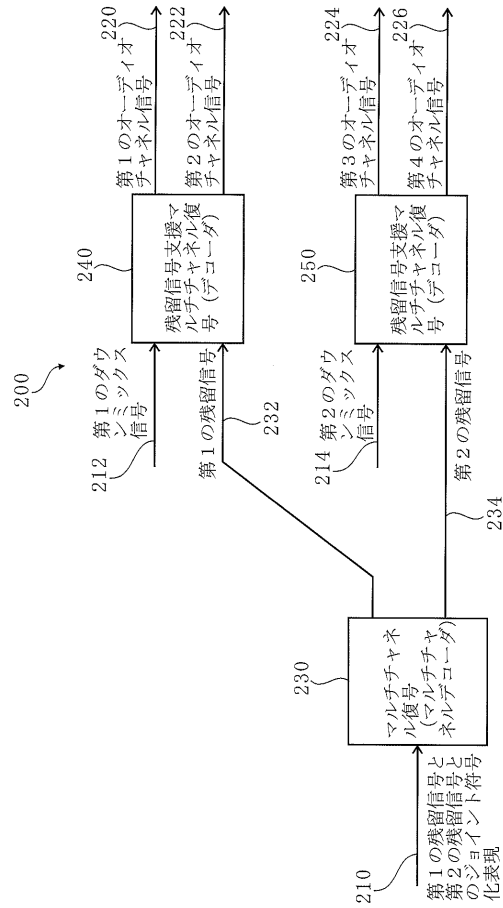 200
210
第1の残留信号と
第2の残留信号と
のジョイント符号
化表現
230
マルチチャネ
ル復号
(マルチチャ
ネルデコーダ)
212
第1のダウ
ンミックス
信号
第1の残留信号
232
240
残留信号支援マ
ルチチャネル復
号 (デコーダ)
第1のオーディオ
チャネル信号
220
第2のオーディオ
チャネル信号
222
214
第2のダウ
ンミックス
信号
第2の残留信号
234
250
残留信号支援マ
ルチチャネル復
号 (デコーダ)
第3のオーディオ
チャネル信号
224
第4のオーディオ
チャネル信号
226